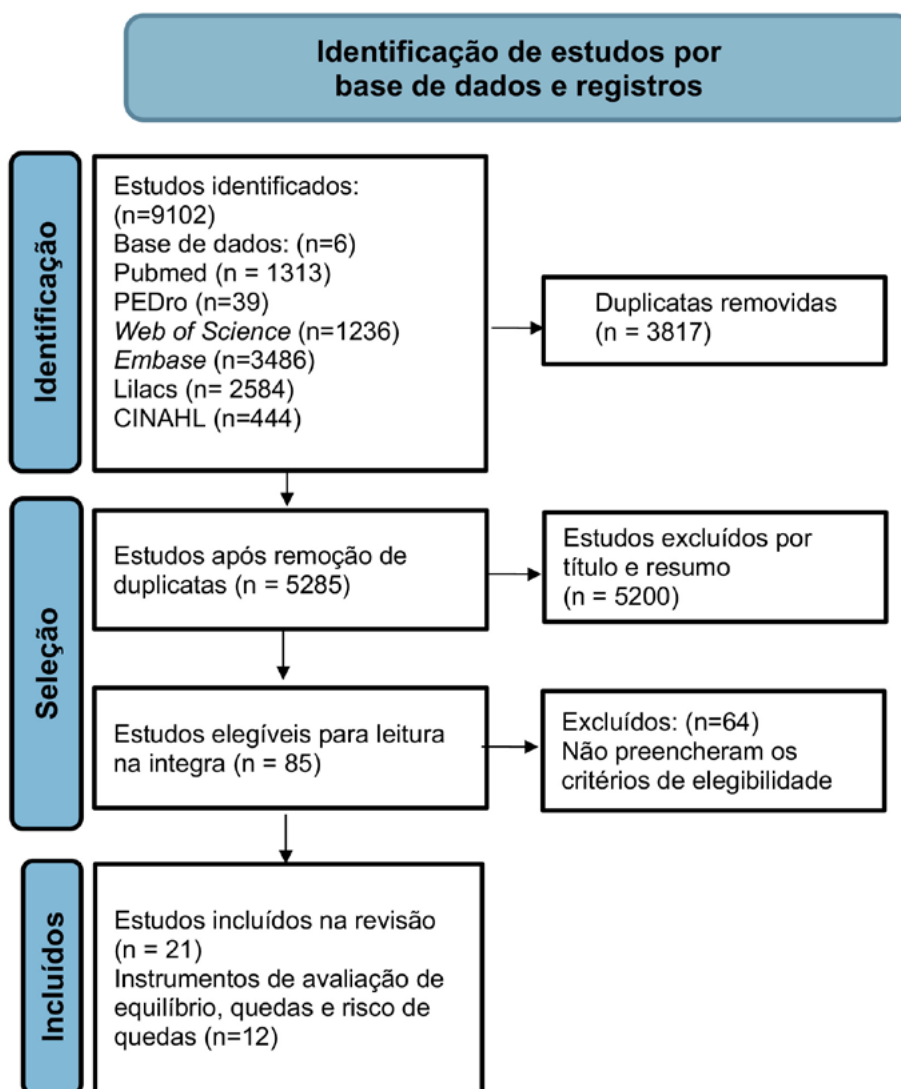 Identificação de estudos por
base de dados e registros
Identificação
Estudos identificados:
(n=9102)
Base de dados: (n=6)
Pubmed (n = 1313)
PEDro (n=39)
Web of Science (n=1236)
Embase (n=3486)
Lilacs (n= 2584)
CINAHL (n=444)
Duplicatas removidas
(n = 3817)
Seleção
Estudos após remoção de
duplicatas (n = 5285)
Estudos excluídos por
título e resumo
(n = 5200)
Estudos elegíveis para leitura
na integra (n = 85)
Excluídos: (n=64)
Não preencheram os
critérios de elegibilidade
Incluídos
Estudos incluídos na revisão
(n = 21)
Instrumentos de avaliação de
equilíbrio, quedas e risco de
quedas (n=12)